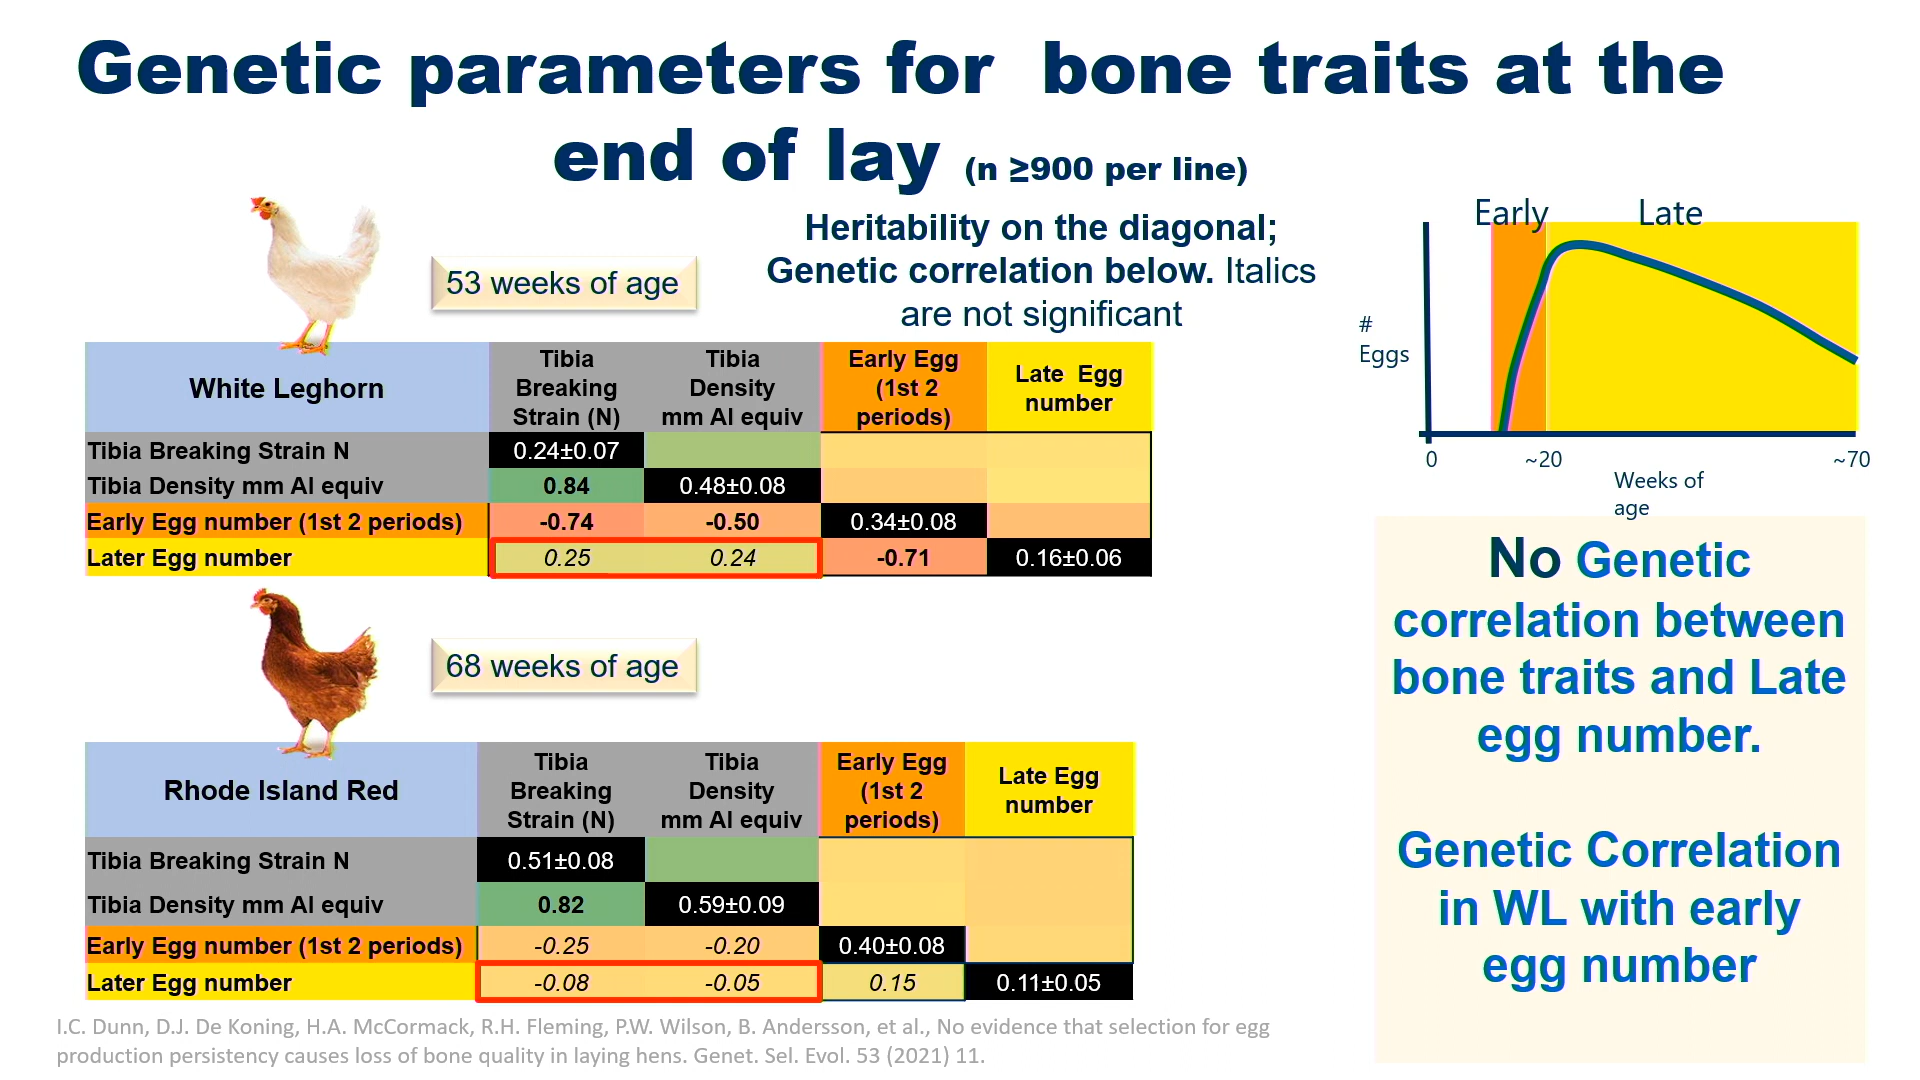 Genetic parameters for bone traits at the
end of lay (n ≥900 per line)
53 weeks of age
Heritability on the diagonal;
Genetic correlation below. Italics
are not significant
White Leghorn
Tibia
Breaking
Strain (N)
Tibia
Density
mm Al equiv
Early Egg
(1st 2
periods)
Late Egg
number
Tibia Breaking Strain N
0.24±0.07
Tibia Density mm Al equiv
0.84
0.48±0.08
Early Egg number (1st 2 periods)
-0.74
-0.50
0.34±0.08
Later Egg number
0.25
0.24
-0.71
0.16±0.06
68 weeks of age
Rhode Island Red
Tibia
Breaking
Strain (N)
Tibia
Density
mm Al equiv
Early Egg
(1st 2
periods)
Late Egg
number
Tibia Breaking Strain N
0.51±0.08
Tibia Density mm Al equiv
0.82
0.59±0.09
Early Egg number (1st 2 periods)
-0.25
-0.20
0.40±0.08
Later Egg number
-0.08
-0.05
0.15
0.11±0.05
Early
Late
#
Eggs
0
~20
~70
Weeks of
age
No Genetic
correlation between
bone traits and Late
egg number.
Genetic Correlation
in WL with early
egg number
I.C. Dunn, D.J. De Koning, H.A. McCormack, R.H. Fleming, P.W. Wilson, B. Andersson, et al., No evidence that selection for egg
production persistency causes loss of bone quality in laying hens. Genet. Sel. Evol. 53 (2021) 11.